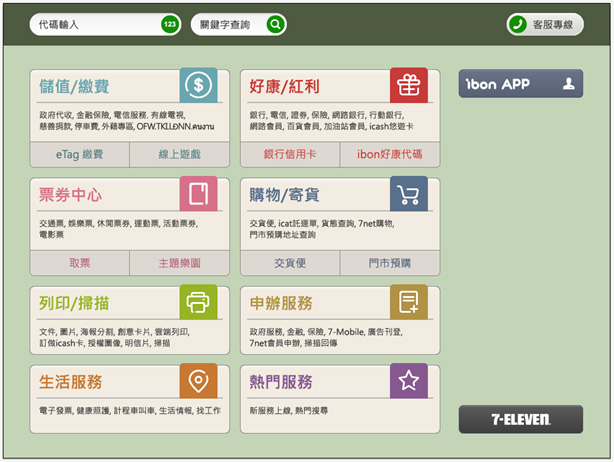 代碼輸入
123
關鍵字查詢
客服專線
儲值/繳費
政府代收, 金融保險, 電信服務. 有線電視,
慈善捐款, 停車費, 外籍專區, OFW.TKI.LĐNN.คนงาน
eTag 繳費
線上遊戲
好康/紅利
銀行, 電信, 證券, 保險, 網路銀行, 行動銀行,
網路會員, 百貨會員, 加油站會員, icash悠遊卡
銀行信用卡
ibon好康代碼
ibon APP
票券中心
交通票, 娛樂票, 休閒票券, 運動票, 活動票券,
電影票
取票
主題樂園
購物/寄貨
交貨便, icat託運單, 貨態查詢, 7net購物,
門市預購地址查詢
交貨便
門市預購
列印/掃描
文件, 圖片, 海報分割, 創意卡片, 雲端列印,
訂做icash卡, 授權圖像, 明信片, 掃描
申辦服務
政府服務, 金融, 保險, 7-Mobile, 廣告刊登,
7net會員申辦, 掃描回傳
生活服務
電子發票, 健康照護, 計程車叫車, 生活情報, 找工作
熱門服務
新服務上線, 熱門搜尋
7-ELEVEN